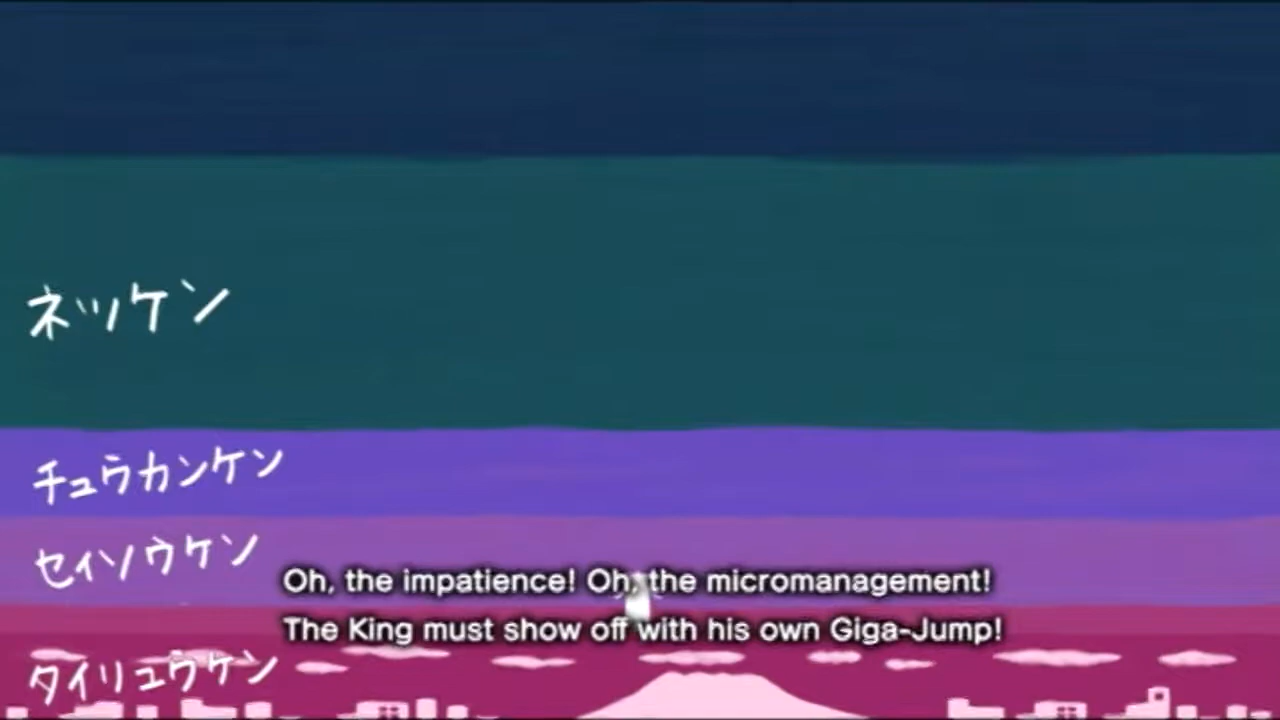 ネツケン
チュウカンケン
セイソウケン
Oh, the impatience! Oh, the micromanagement!
The King must show off with his own Giga-Jump!
タイリュウケン